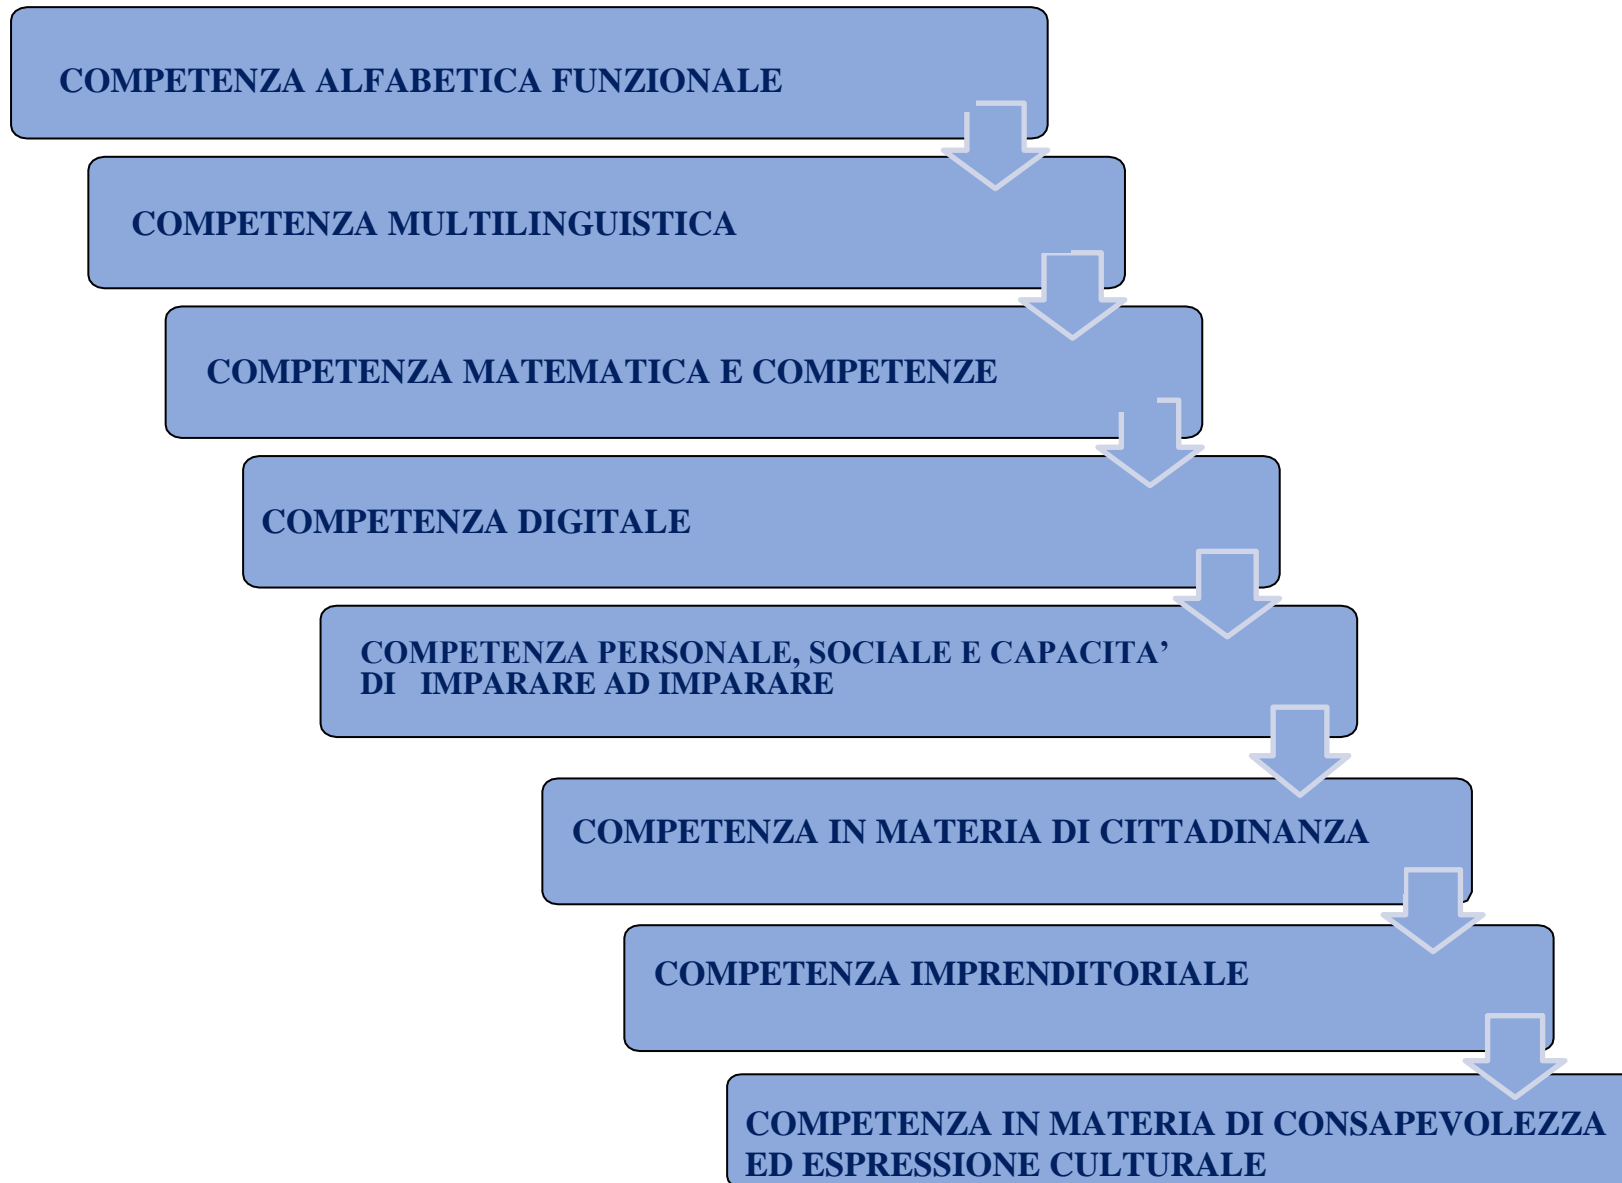 COMPETENZA ALFABETICA FUNZIONALE
COMPETENZA MULTILINGUISTICA
COMPETENZA MATEMATICA E COMPETENZE
COMPETENZA DIGITALE
COMPETENZA PERSONALE, SOCIALE E CAPACITA’
DI IMPARARE AD IMPARARE
COMPETENZA IN MATERIA DI CITTADINANZA
COMPETENZA IMPRENDITORIALE
COMPETENZA IN MATERIA DI CONSAPEVOLEZZA
ED ESPRESSIONE CULTURALE